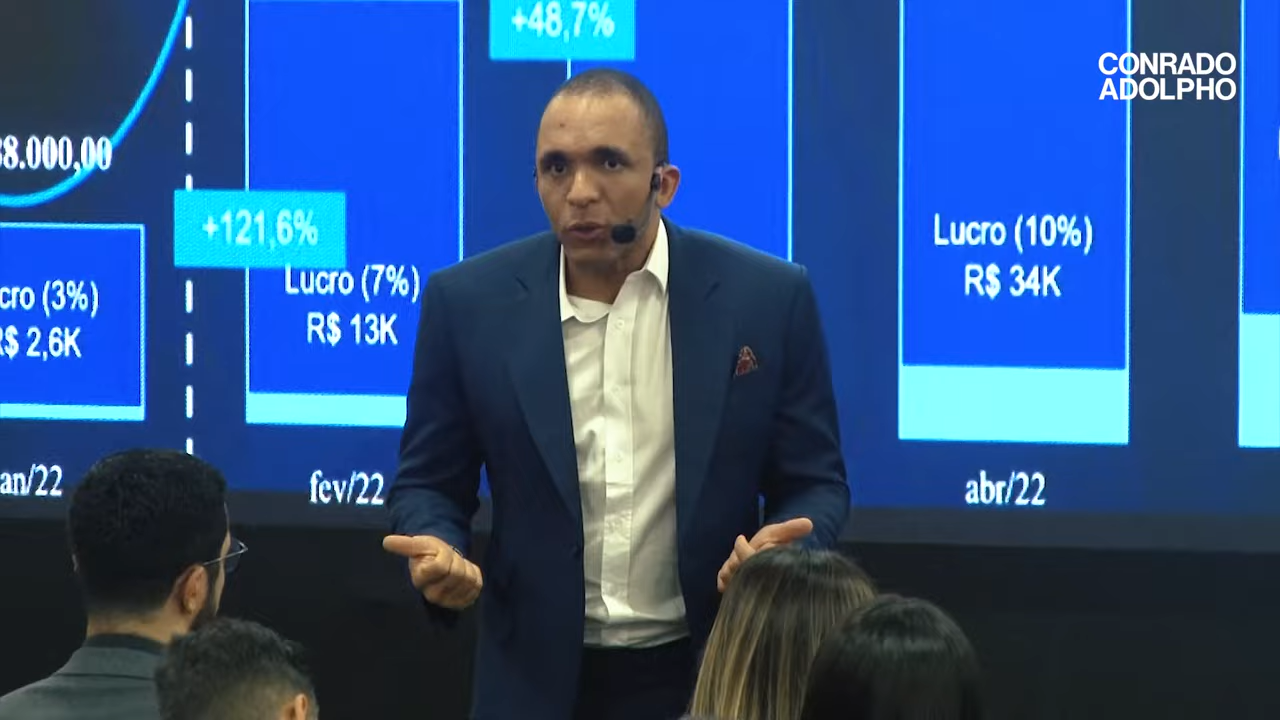 CONRADO
ADOLPHO
+48,7%
8.000,00
+121,6%
cro (3%)
R$ 2,6K
Lucro (7%)
R$ 13K
Lucro (10%)
R$ 34K
an/22
fev/22
abr/22